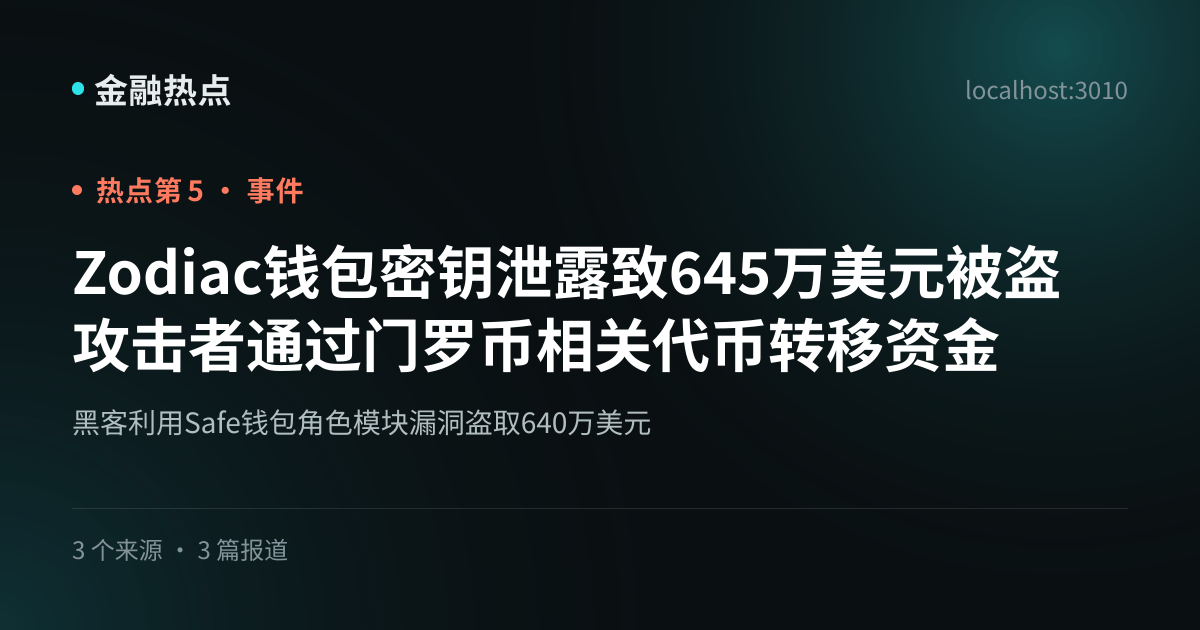 金融热点
localhost:3010
热点第 5 · 事件
Zodiac钱包密钥泄露致645万美元被盗
攻击者通过门罗币相关代币转移资金
黑客利用Safe钱包角色模块漏洞盗取640万美元
3 个来源 · 3 篇报道